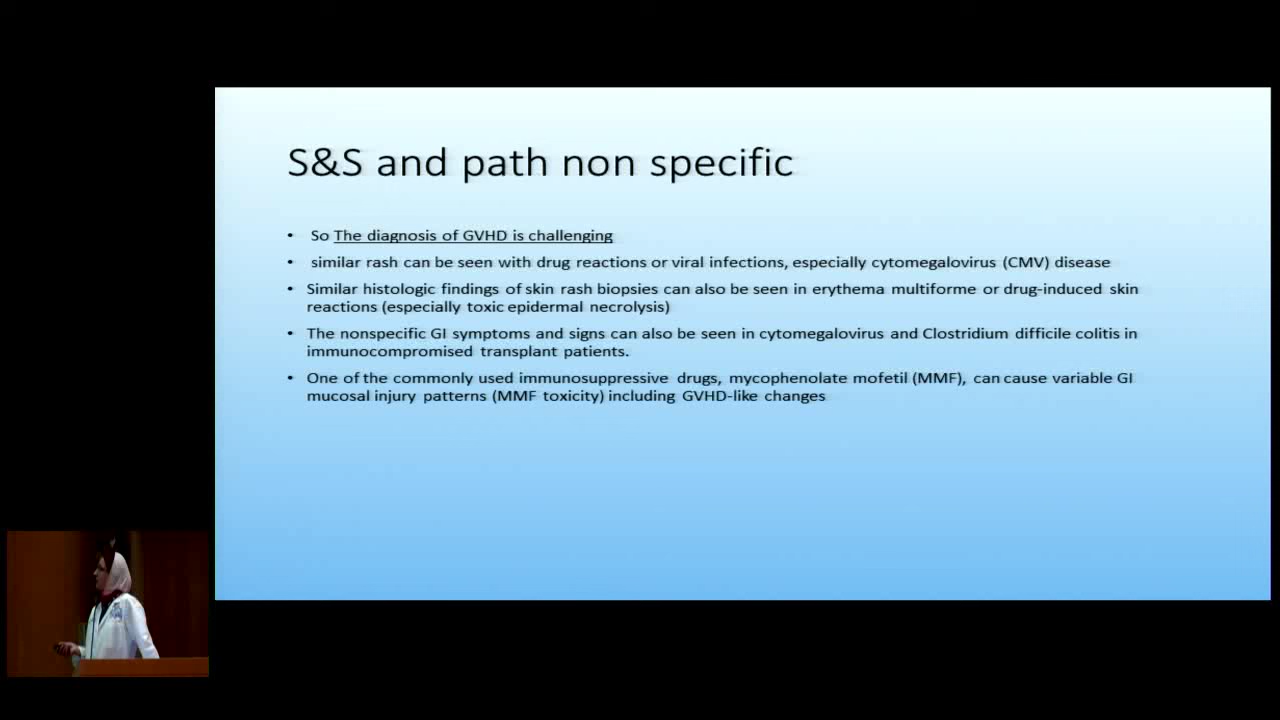 S&S and path non specific
• So The diagnosis of GVHD is challenging
• similar rash can be seen with drug reactions or viral infections, especially cytomegalovirus (CMV) disease
• Similar histologic findings of skin rash biopsies can also be seen in erythema multiforme or drug-induced skin
reactions (especially toxic epidermal necrolysis)
• The nonspecific GI symptoms and signs can also be seen in cytomegalovirus and Clostridium difficile colitis in
immunocompromised transplant patients.
• One of the commonly used immunosuppressive drugs, mycophenolate mofetil (MMF), can cause variable GI
mucosal injury patterns (MMF toxicity) including GVHD-like changes